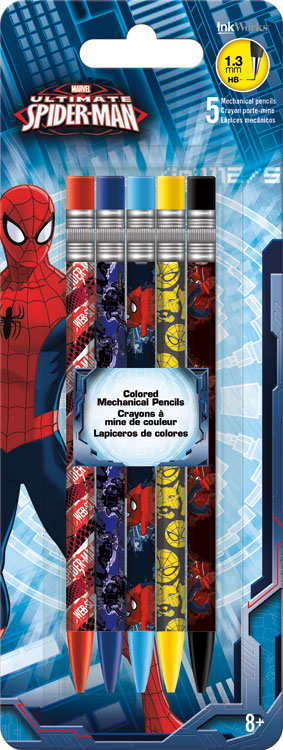 InkWorks
MARVEL
ULTIMATE
SPIDER-MAN
1.3
mm
HB
5 Mechanical pencils
Crayon porte-mine
Lápices mecánicos
Colored
Mechanical Pencils
Crayons à
mine de couleur
Lapiceros de colores
8+